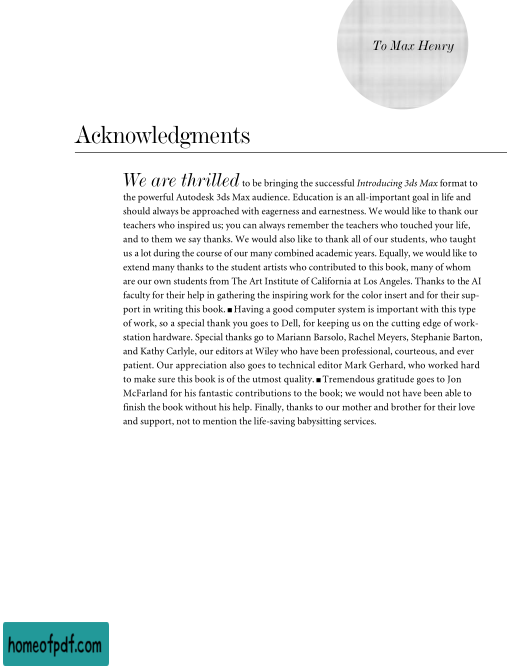 To Max Henry
Acknowledgments
We are thrilled to be bringing the successful Introducing 3ds Max format to
the powerful Autodesk 3ds Max audience. Education is an all-important goal in life and
should always be approached with eagerness and earnestness. We would like to thank our
teachers who inspired us; you can always remember the teachers who touched your life,
and to them we say thanks. We would also like to thank all of our students, who taught
us a lot during the course of our many combined academic years. Equally, we would like to
extend many thanks to the student artists who contributed to this book, many of whom
are our own students from The Art Institute of California at Los Angeles. Thanks to the AI
faculty for their help in gathering the inspiring work for the color insert and for their sup-
port in writing this book. ■ Having a good computer system is important with this type
of work, so a special thank you goes to Dell, for keeping us on the cutting edge of work-
station hardware. Special thanks go to Mariann Barsolo, Rachel Meyers, Stephanie Barton,
and Kathy Carlyle, our editors at Wiley who have been professional, courteous, and ever
patient. Our appreciation also goes to technical editor Mark Gerhard, who worked hard
to make sure this book is of the utmost quality. ■ Tremendous gratitude goes to Jon
McFarland for his fantastic contributions to the book; we would not have been able to
finish the book without his help. Finally, thanks to our mother and brother for their love
and support, not to mention the life-saving babysitting services.
homeofpdf.com